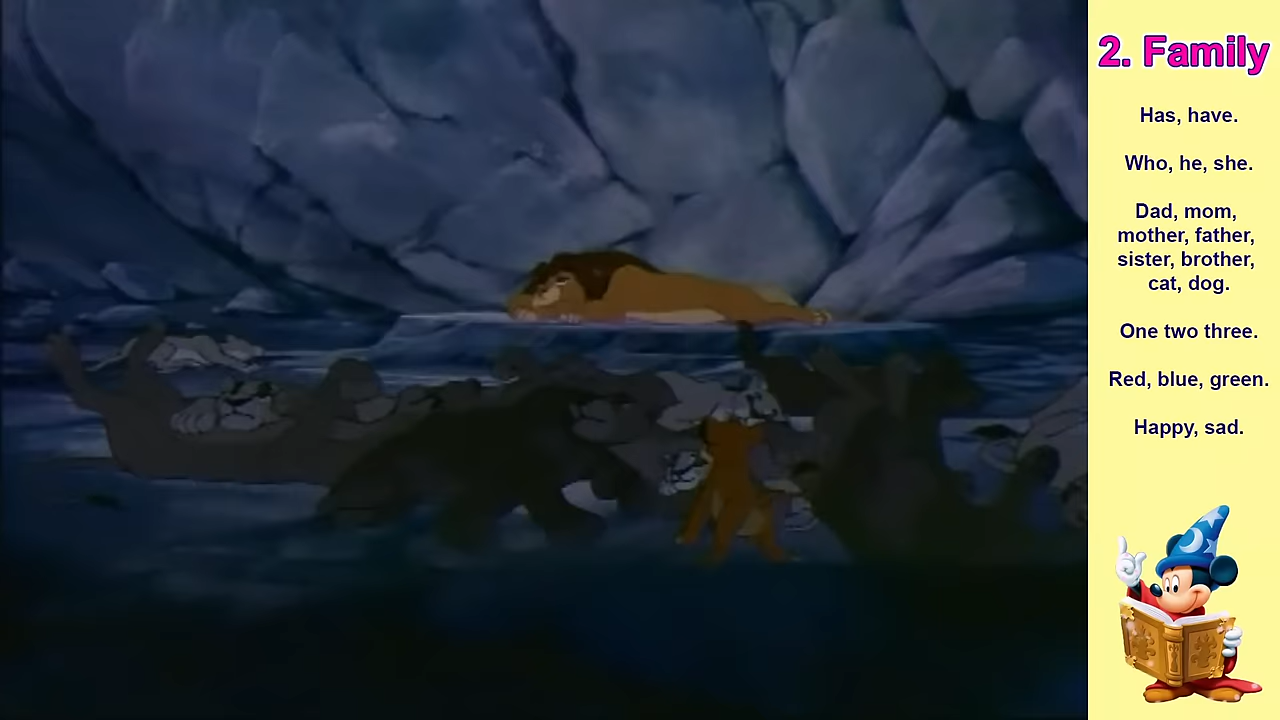 2. Family
Has, have.
Who, he, she.
Dad, mom,
mother, father,
sister, brother,
cat, dog.
One two three.
Red, blue, green.
Happy, sad.